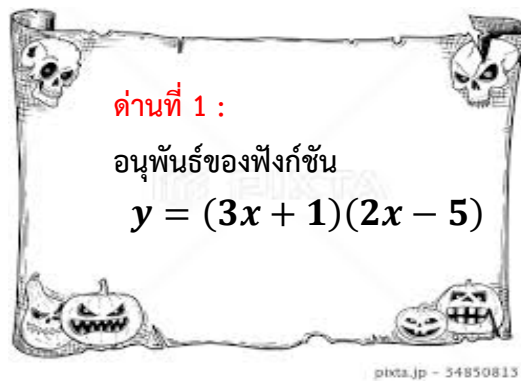 ด่านที่ 1 :
อนุพันธ์ของฟังก์ชัน
y = (3x + 1)(2x − 5)
pixta.jp - 54850813